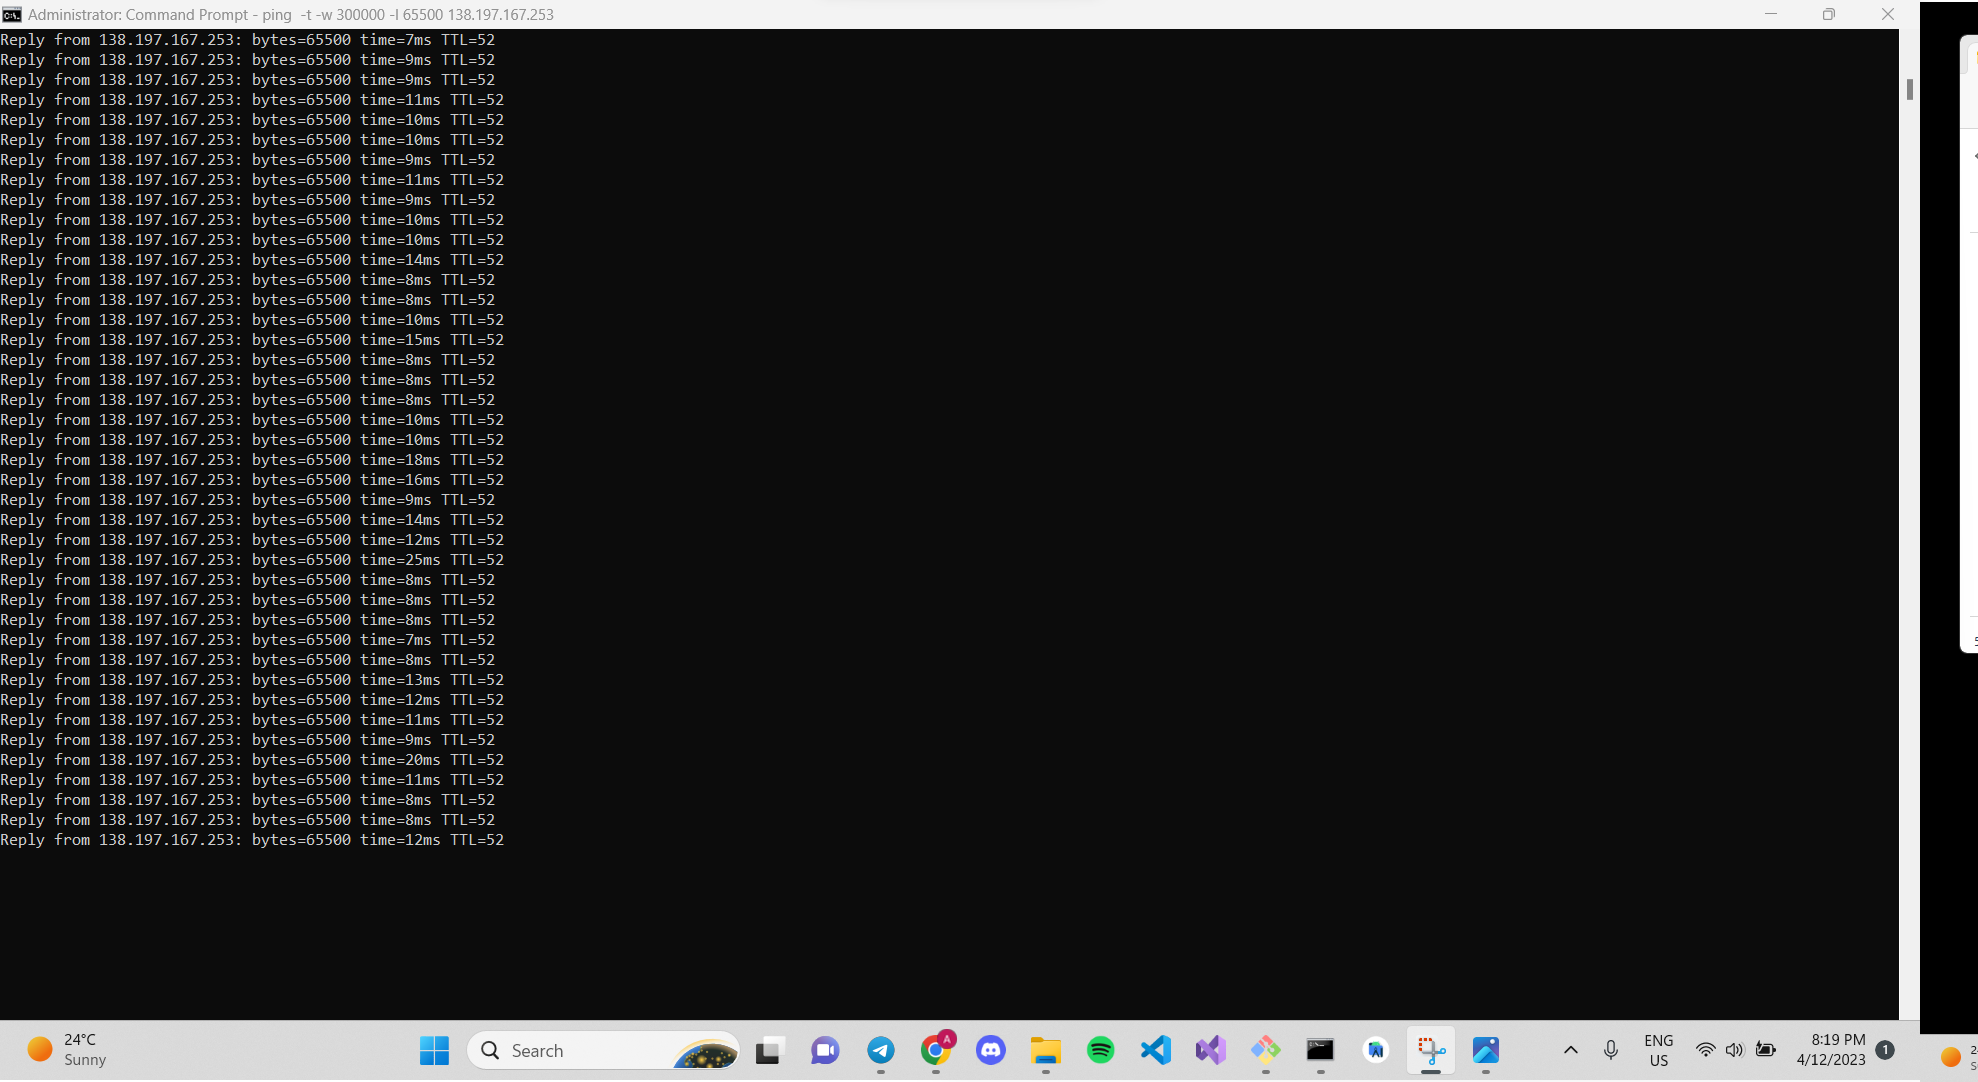 Administrator: Command Prompt - ping  -t -w 300000 -l 65500 138.197.167.253
Reply from 138.197.167.253: bytes=65500 time=7ms TTL=52
Reply from 138.197.167.253: bytes=65500 time=9ms TTL=52
Reply from 138.197.167.253: bytes=65500 time=9ms TTL=52
Reply from 138.197.167.253: bytes=65500 time=11ms TTL=52
Reply from 138.197.167.253: bytes=65500 time=10ms TTL=52
Reply from 138.197.167.253: bytes=65500 time=10ms TTL=52
Reply from 138.197.167.253: bytes=65500 time=9ms TTL=52
Reply from 138.197.167.253: bytes=65500 time=11ms TTL=52
Reply from 138.197.167.253: bytes=65500 time=9ms TTL=52
Reply from 138.197.167.253: bytes=65500 time=10ms TTL=52
Reply from 138.197.167.253: bytes=65500 time=10ms TTL=52
Reply from 138.197.167.253: bytes=65500 time=14ms TTL=52
Reply from 138.197.167.253: bytes=65500 time=8ms TTL=52
Reply from 138.197.167.253: bytes=65500 time=8ms TTL=52
Reply from 138.197.167.253: bytes=65500 time=10ms TTL=52
Reply from 138.197.167.253: bytes=65500 time=15ms TTL=52
Reply from 138.197.167.253: bytes=65500 time=8ms TTL=52
Reply from 138.197.167.253: bytes=65500 time=8ms TTL=52
Reply from 138.197.167.253: bytes=65500 time=8ms TTL=52
Reply from 138.197.167.253: bytes=65500 time=10ms TTL=52
Reply from 138.197.167.253: bytes=65500 time=10ms TTL=52
Reply from 138.197.167.253: bytes=65500 time=18ms TTL=52
Reply from 138.197.167.253: bytes=65500 time=16ms TTL=52
Reply from 138.197.167.253: bytes=65500 time=9ms TTL=52
Reply from 138.197.167.253: bytes=65500 time=14ms TTL=52
Reply from 138.197.167.253: bytes=65500 time=12ms TTL=52
Reply from 138.197.167.253: bytes=65500 time=25ms TTL=52
Reply from 138.197.167.253: bytes=65500 time=8ms TTL=52
Reply from 138.197.167.253: bytes=65500 time=8ms TTL=52
Reply from 138.197.167.253: bytes=65500 time=8ms TTL=52
Reply from 138.197.167.253: bytes=65500 time=7ms TTL=52
Reply from 138.197.167.253: bytes=65500 time=8ms TTL=52
Reply from 138.197.167.253: bytes=65500 time=13ms TTL=52
Reply from 138.197.167.253: bytes=65500 time=12ms TTL=52
Reply from 138.197.167.253: bytes=65500 time=11ms TTL=52
Reply from 138.197.167.253: bytes=65500 time=9ms TTL=52
Reply from 138.197.167.253: bytes=65500 time=20ms TTL=52
Reply from 138.197.167.253: bytes=65500 time=11ms TTL=52
Reply from 138.197.167.253: bytes=65500 time=8ms TTL=52
Reply from 138.197.167.253: bytes=65500 time=8ms TTL=52
Reply from 138.197.167.253: bytes=65500 time=12ms TTL=52
24°C
Sunny
Search
A
AI
ENG
US
8:19 PM
4/12/2023
1